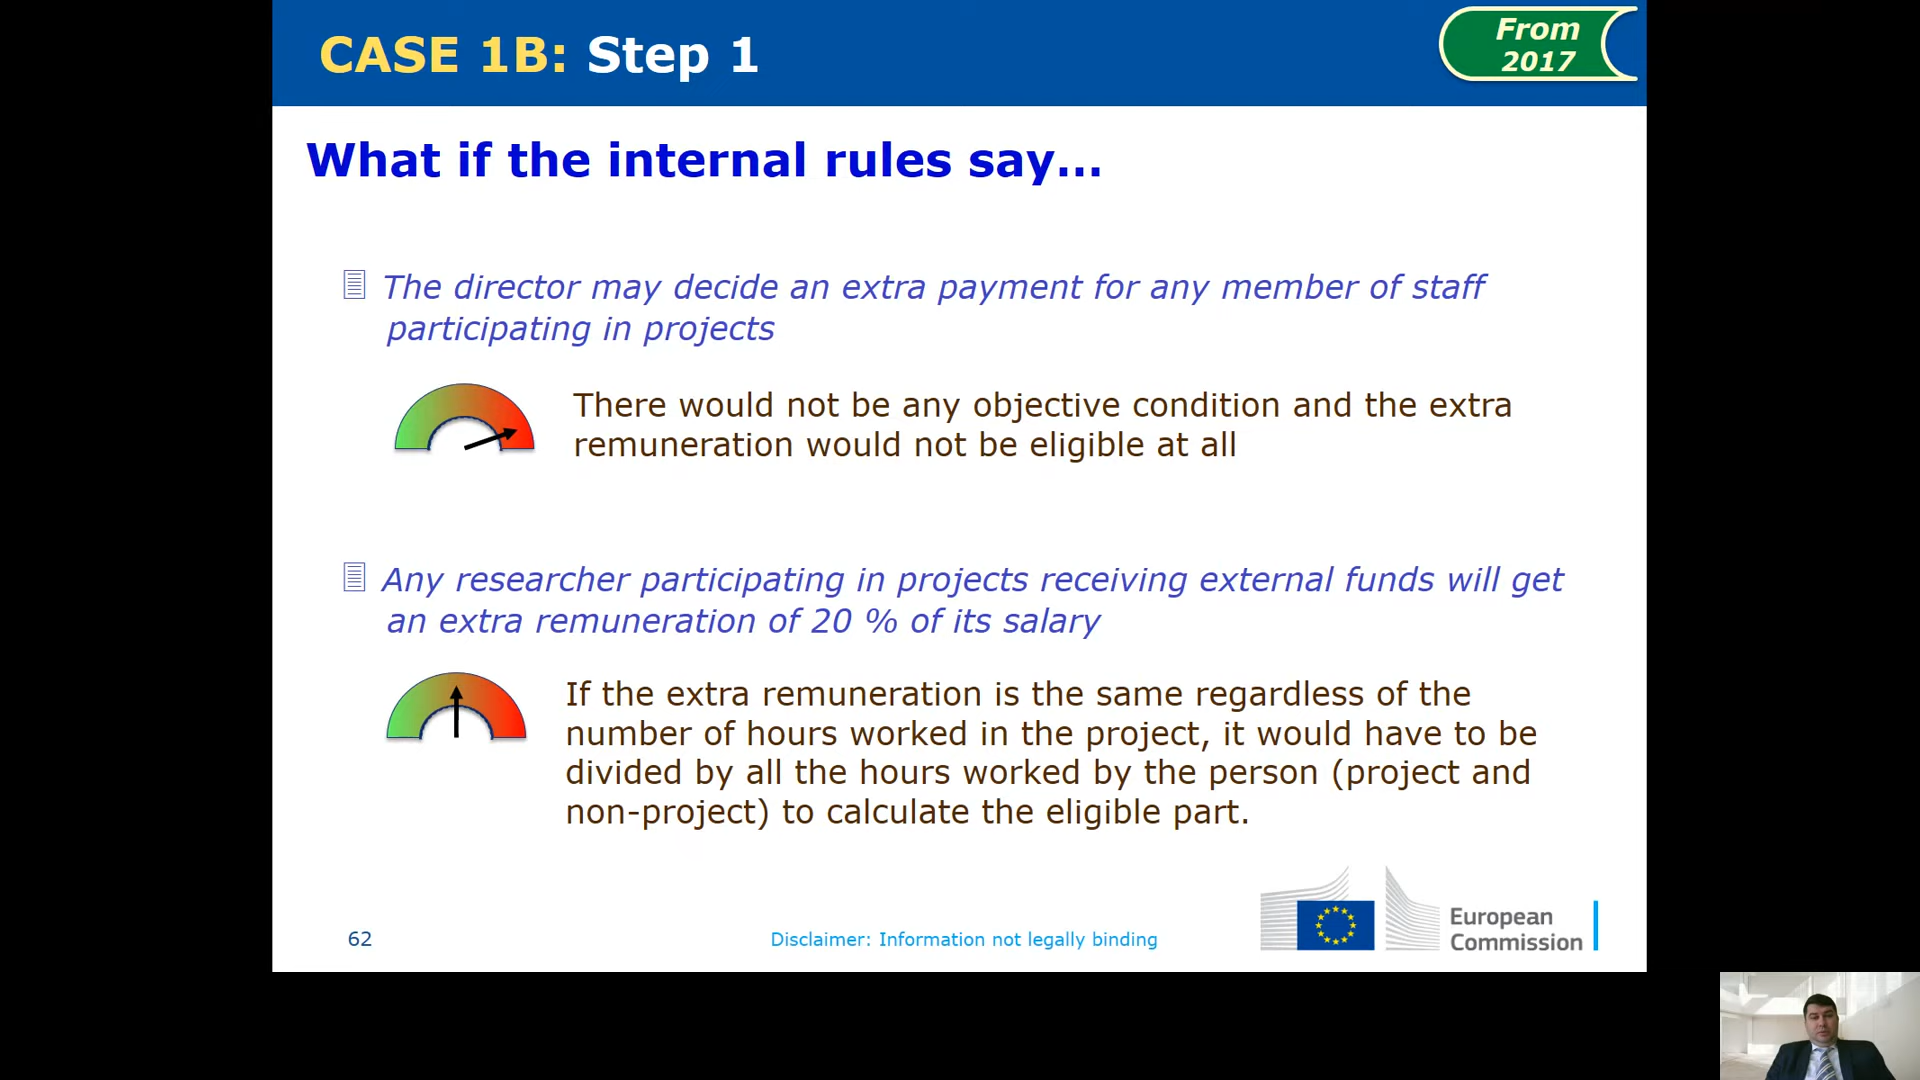 CASE 1B: Step 1
From
2017
What if the internal rules say...
The director may decide an extra payment for any member of staff
participating in projects
There would not be any objective condition and the extra
remuneration would not be eligible at all
Any researcher participating in projects receiving external funds will get
an extra remuneration of 20 % of its salary
If the extra remuneration is the same regardless of the
number of hours worked in the project, it would have to be
divided by all the hours worked by the person (project and
non-project) to calculate the eligible part.
62
Disclaimer: Information not legally binding
European
Commission